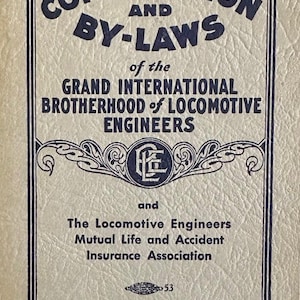 AND
BY-LAWS
of the
GRAND INTERNATIONAL
BROTHERHOOD of LOCOMOTIVE
ENGINEERS
and
The Locomotive Engineers
Mutual Life and Accident
Insurance Association
53